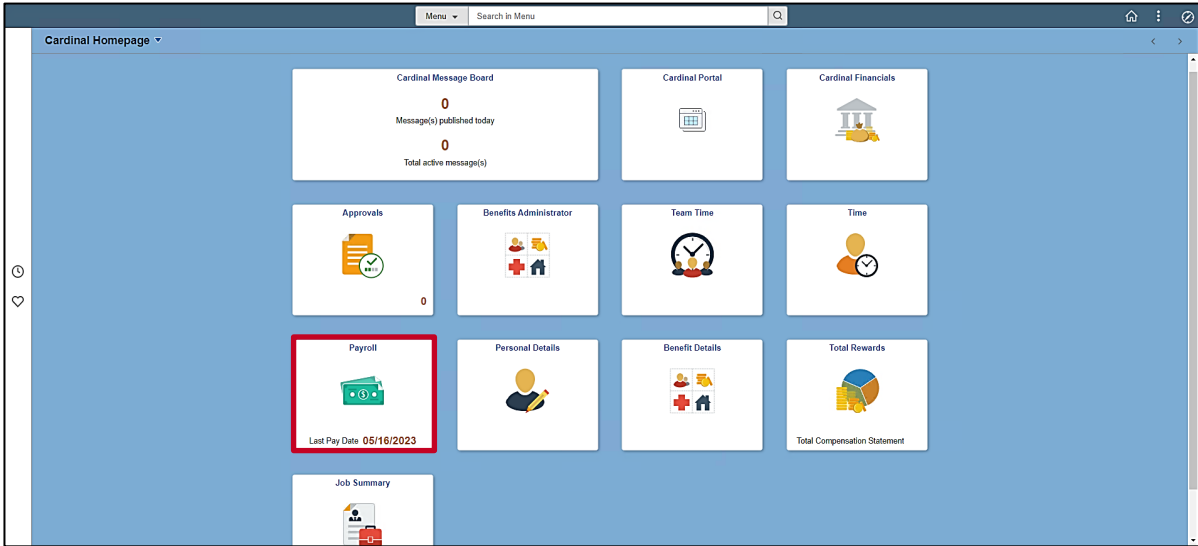 Menu
Search in Menu
Cardinal Homepage
Cardinal Message Board
0
Message(s) published today
0
Total active message(s)
Cardinal Portal
Cardinal Financials
Approvals
0
Benefits Administrator
Team Time
Time
Payroll
Last Pay Date 05/16/2023
Personal Details
Benefit Details
Total Rewards
Total Compensation Statement
Job Summary